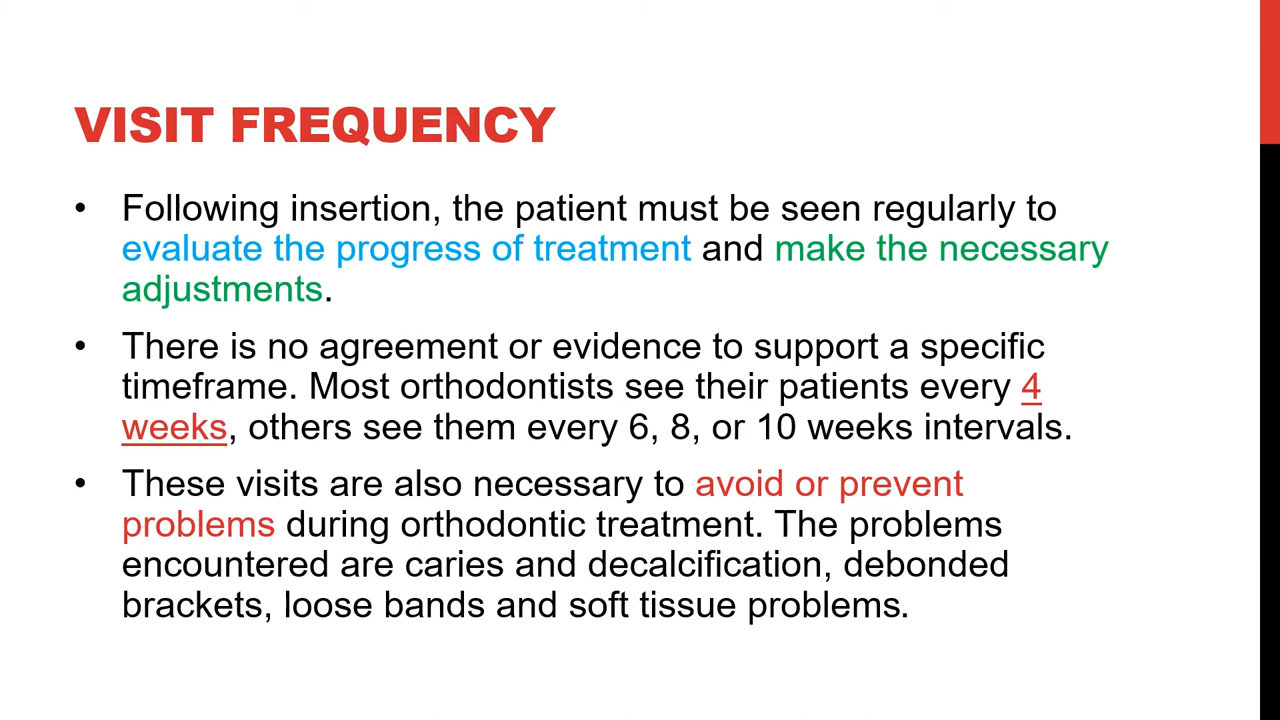 VISIT FREQUENCY
• Following insertion, the patient must be seen regularly to
evaluate the progress of treatment and make the necessary
adjustments.
• There is no agreement or evidence to support a specific
timeframe. Most orthodontists see their patients every 4
weeks, others see them every 6, 8, or 10 weeks intervals.
• These visits are also necessary to avoid or prevent
problems during orthodontic treatment. The problems
encountered are caries and decalcification, debonded
brackets, loose bands and soft tissue problems.